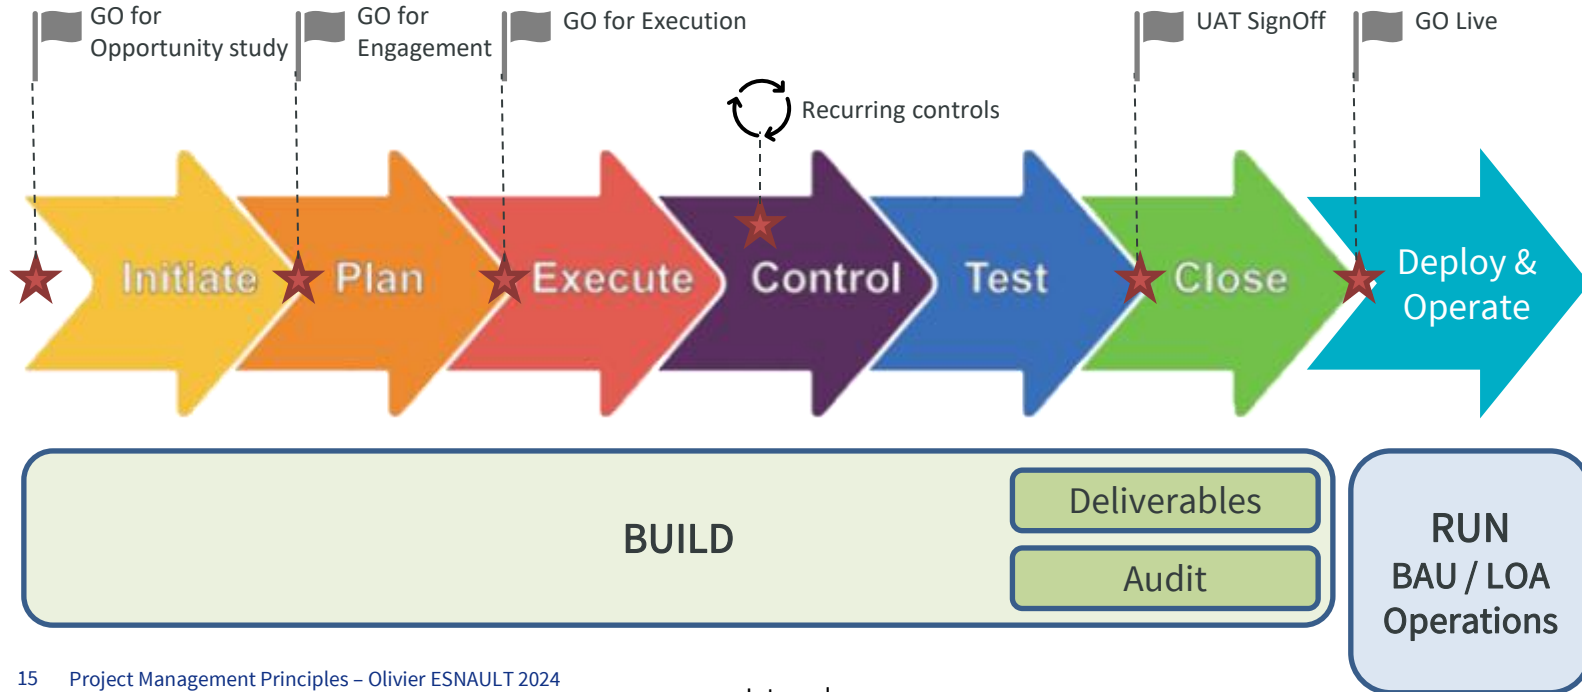 GO for
Opportunity study
GO for
Engagement
GO for Execution
UAT SignOff
GO Live
Recurring controls
Initiate
Plan
Execute
Control
Test
Close
Deploy &
Operate
BUILD
Deliverables
Audit
RUN
BAU / LOA
Operations
15 Project Management Principles – Olivier ESNAULT 2024